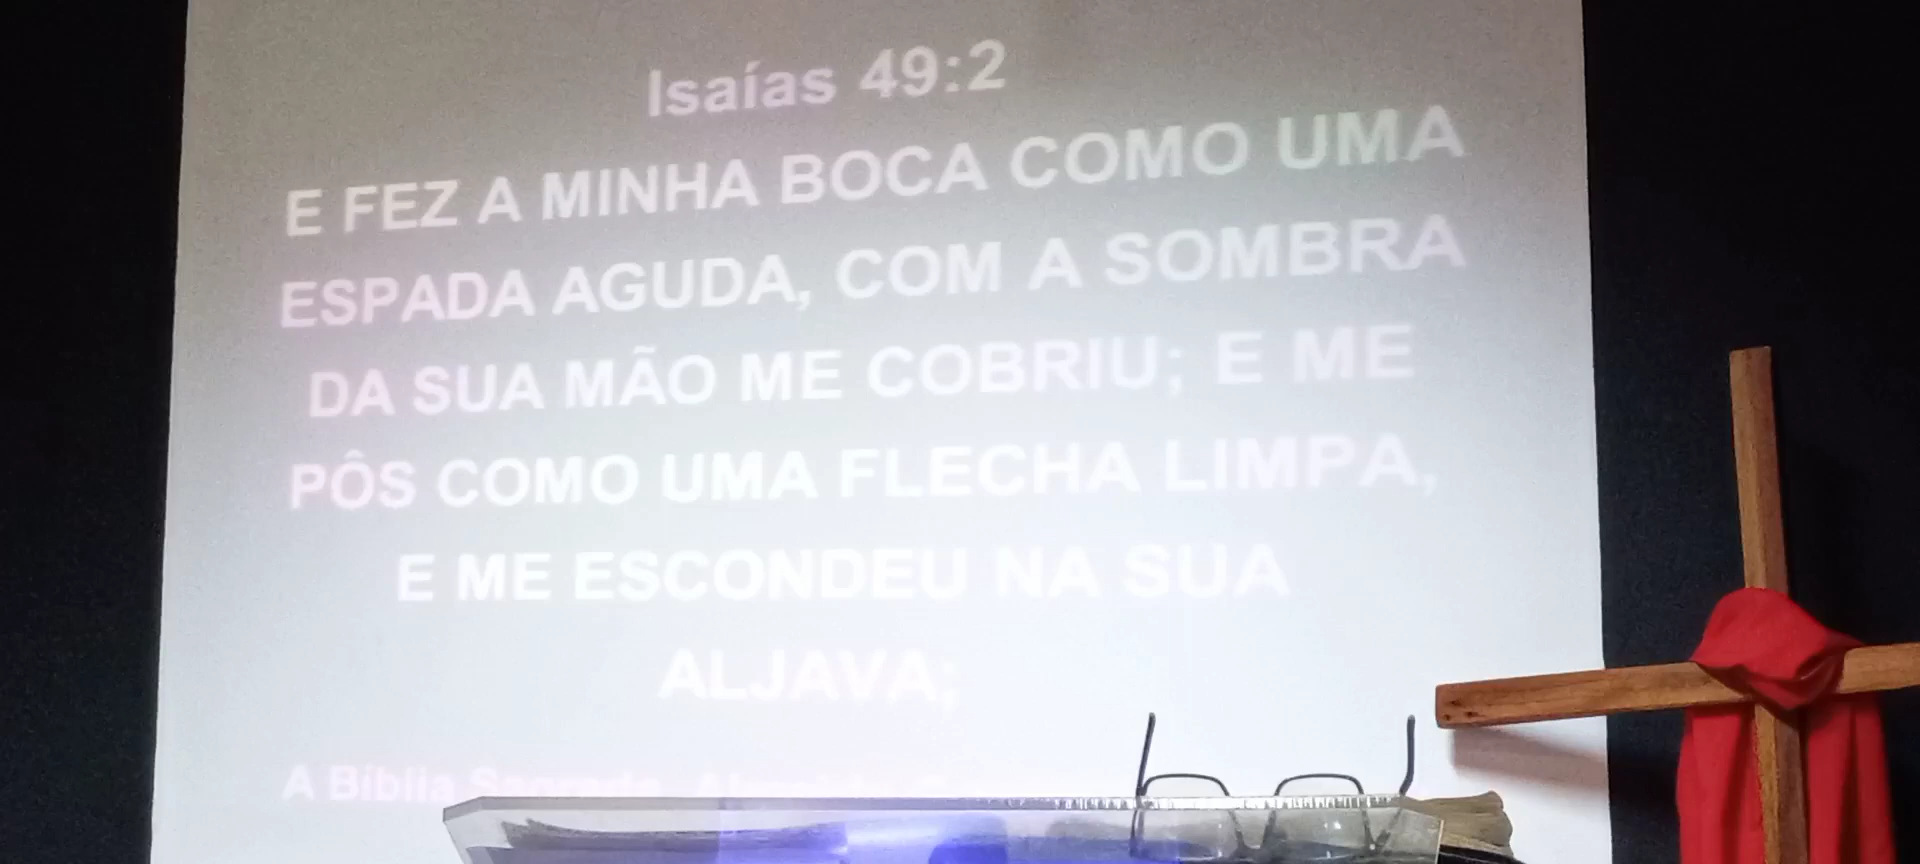 Isaías 49:2
E FEZ A MINHA BOCA COMO UMA
ESPADA AGUDA, COM A SOMBRA
DA SUA MÃO ME COBRIU; E ME
PÔS COMO UMA FLECHA LIMPA,
E ME ESCONDEU NA SUA
ALJAVA;
A Bíblia Sagrada